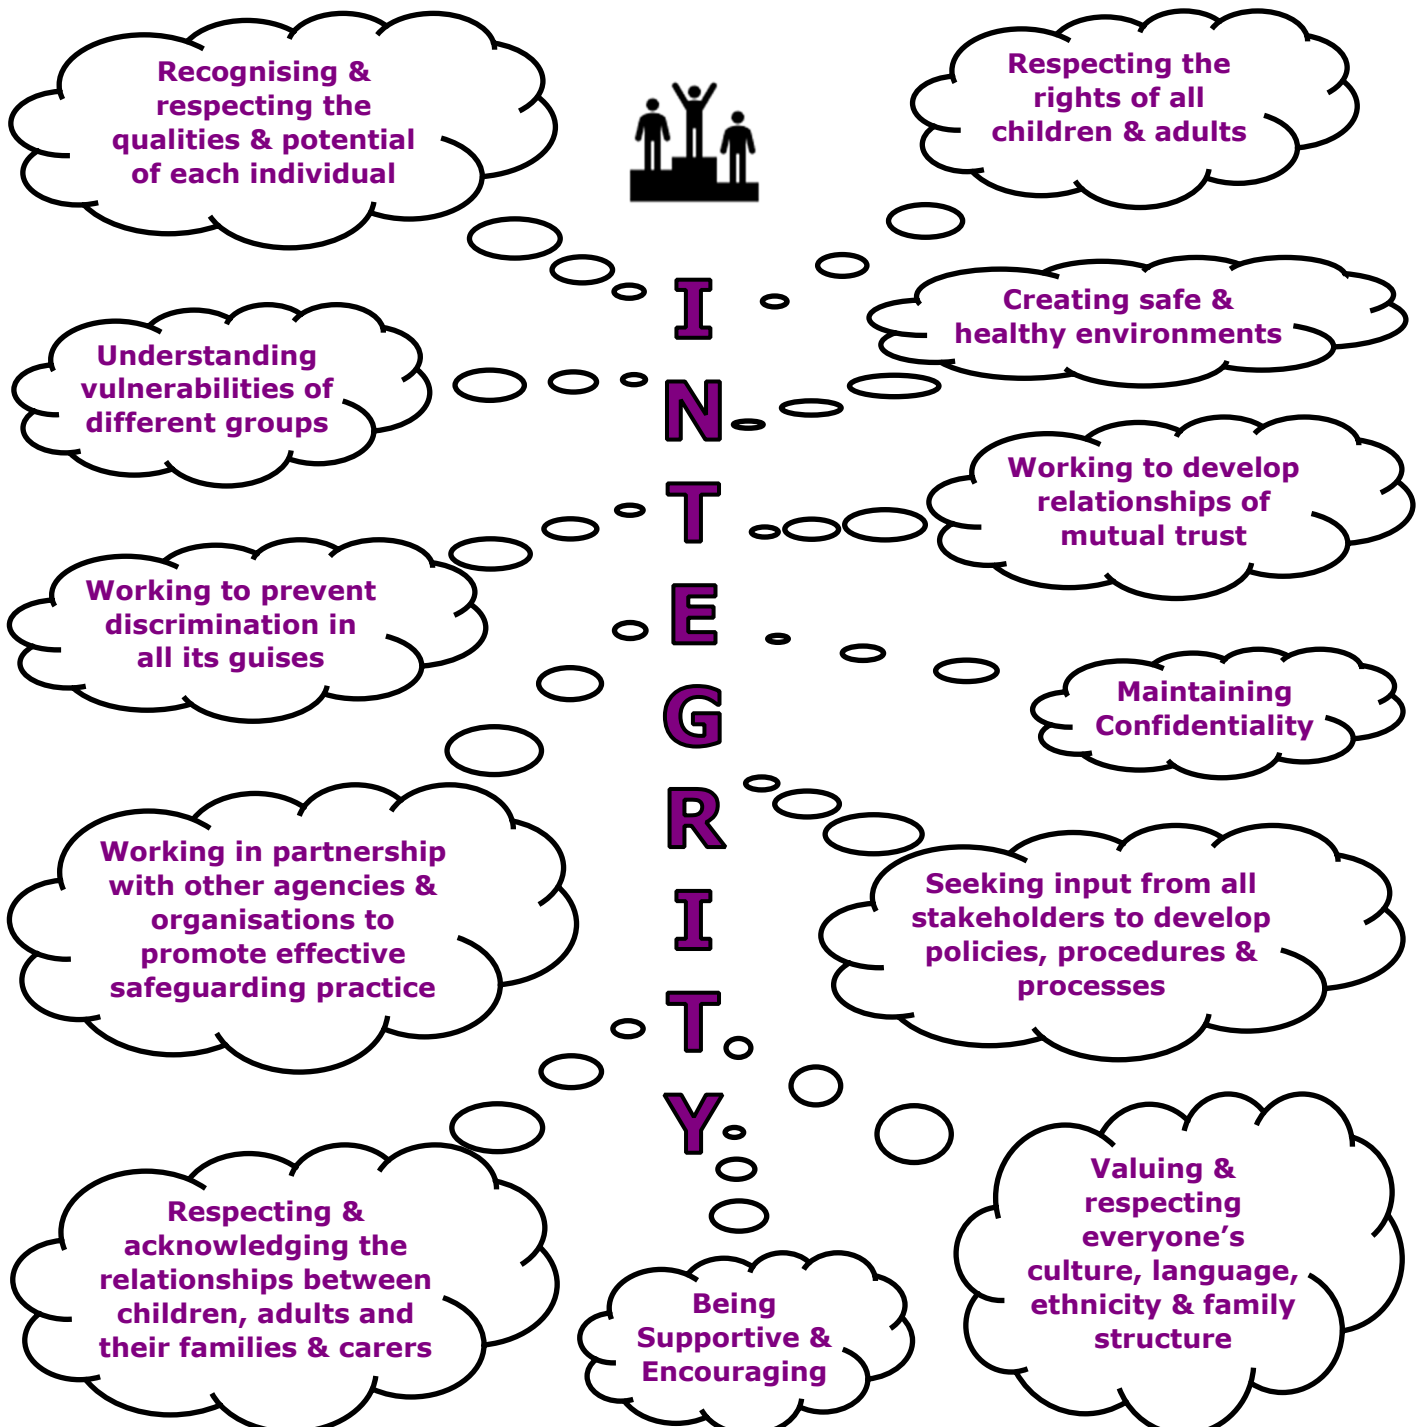 Recognising &
respecting the
qualities & potential
of each individual
Respecting the
rights of all
children & adults
Understanding
vulnerabilities of
different groups
Creating safe &
healthy environments
Working to prevent
discrimination in
all its guises
Working to develop
relationships of
mutual trust
Maintaining
Confidentiality
Working in partnership
with other agencies &
organisations to
promote effective
safeguarding practice
Seeking input from all
stakeholders to develop
policies, procedures &
processes
Respecting &
acknowledging the
relationships between
children, adults and
their families & carers
Being
Supportive &
Encouraging
Valuing &
respecting
everyone’s
culture, language,
ethnicity & family
structure
I
N
T
E
G
R
I
T
Y